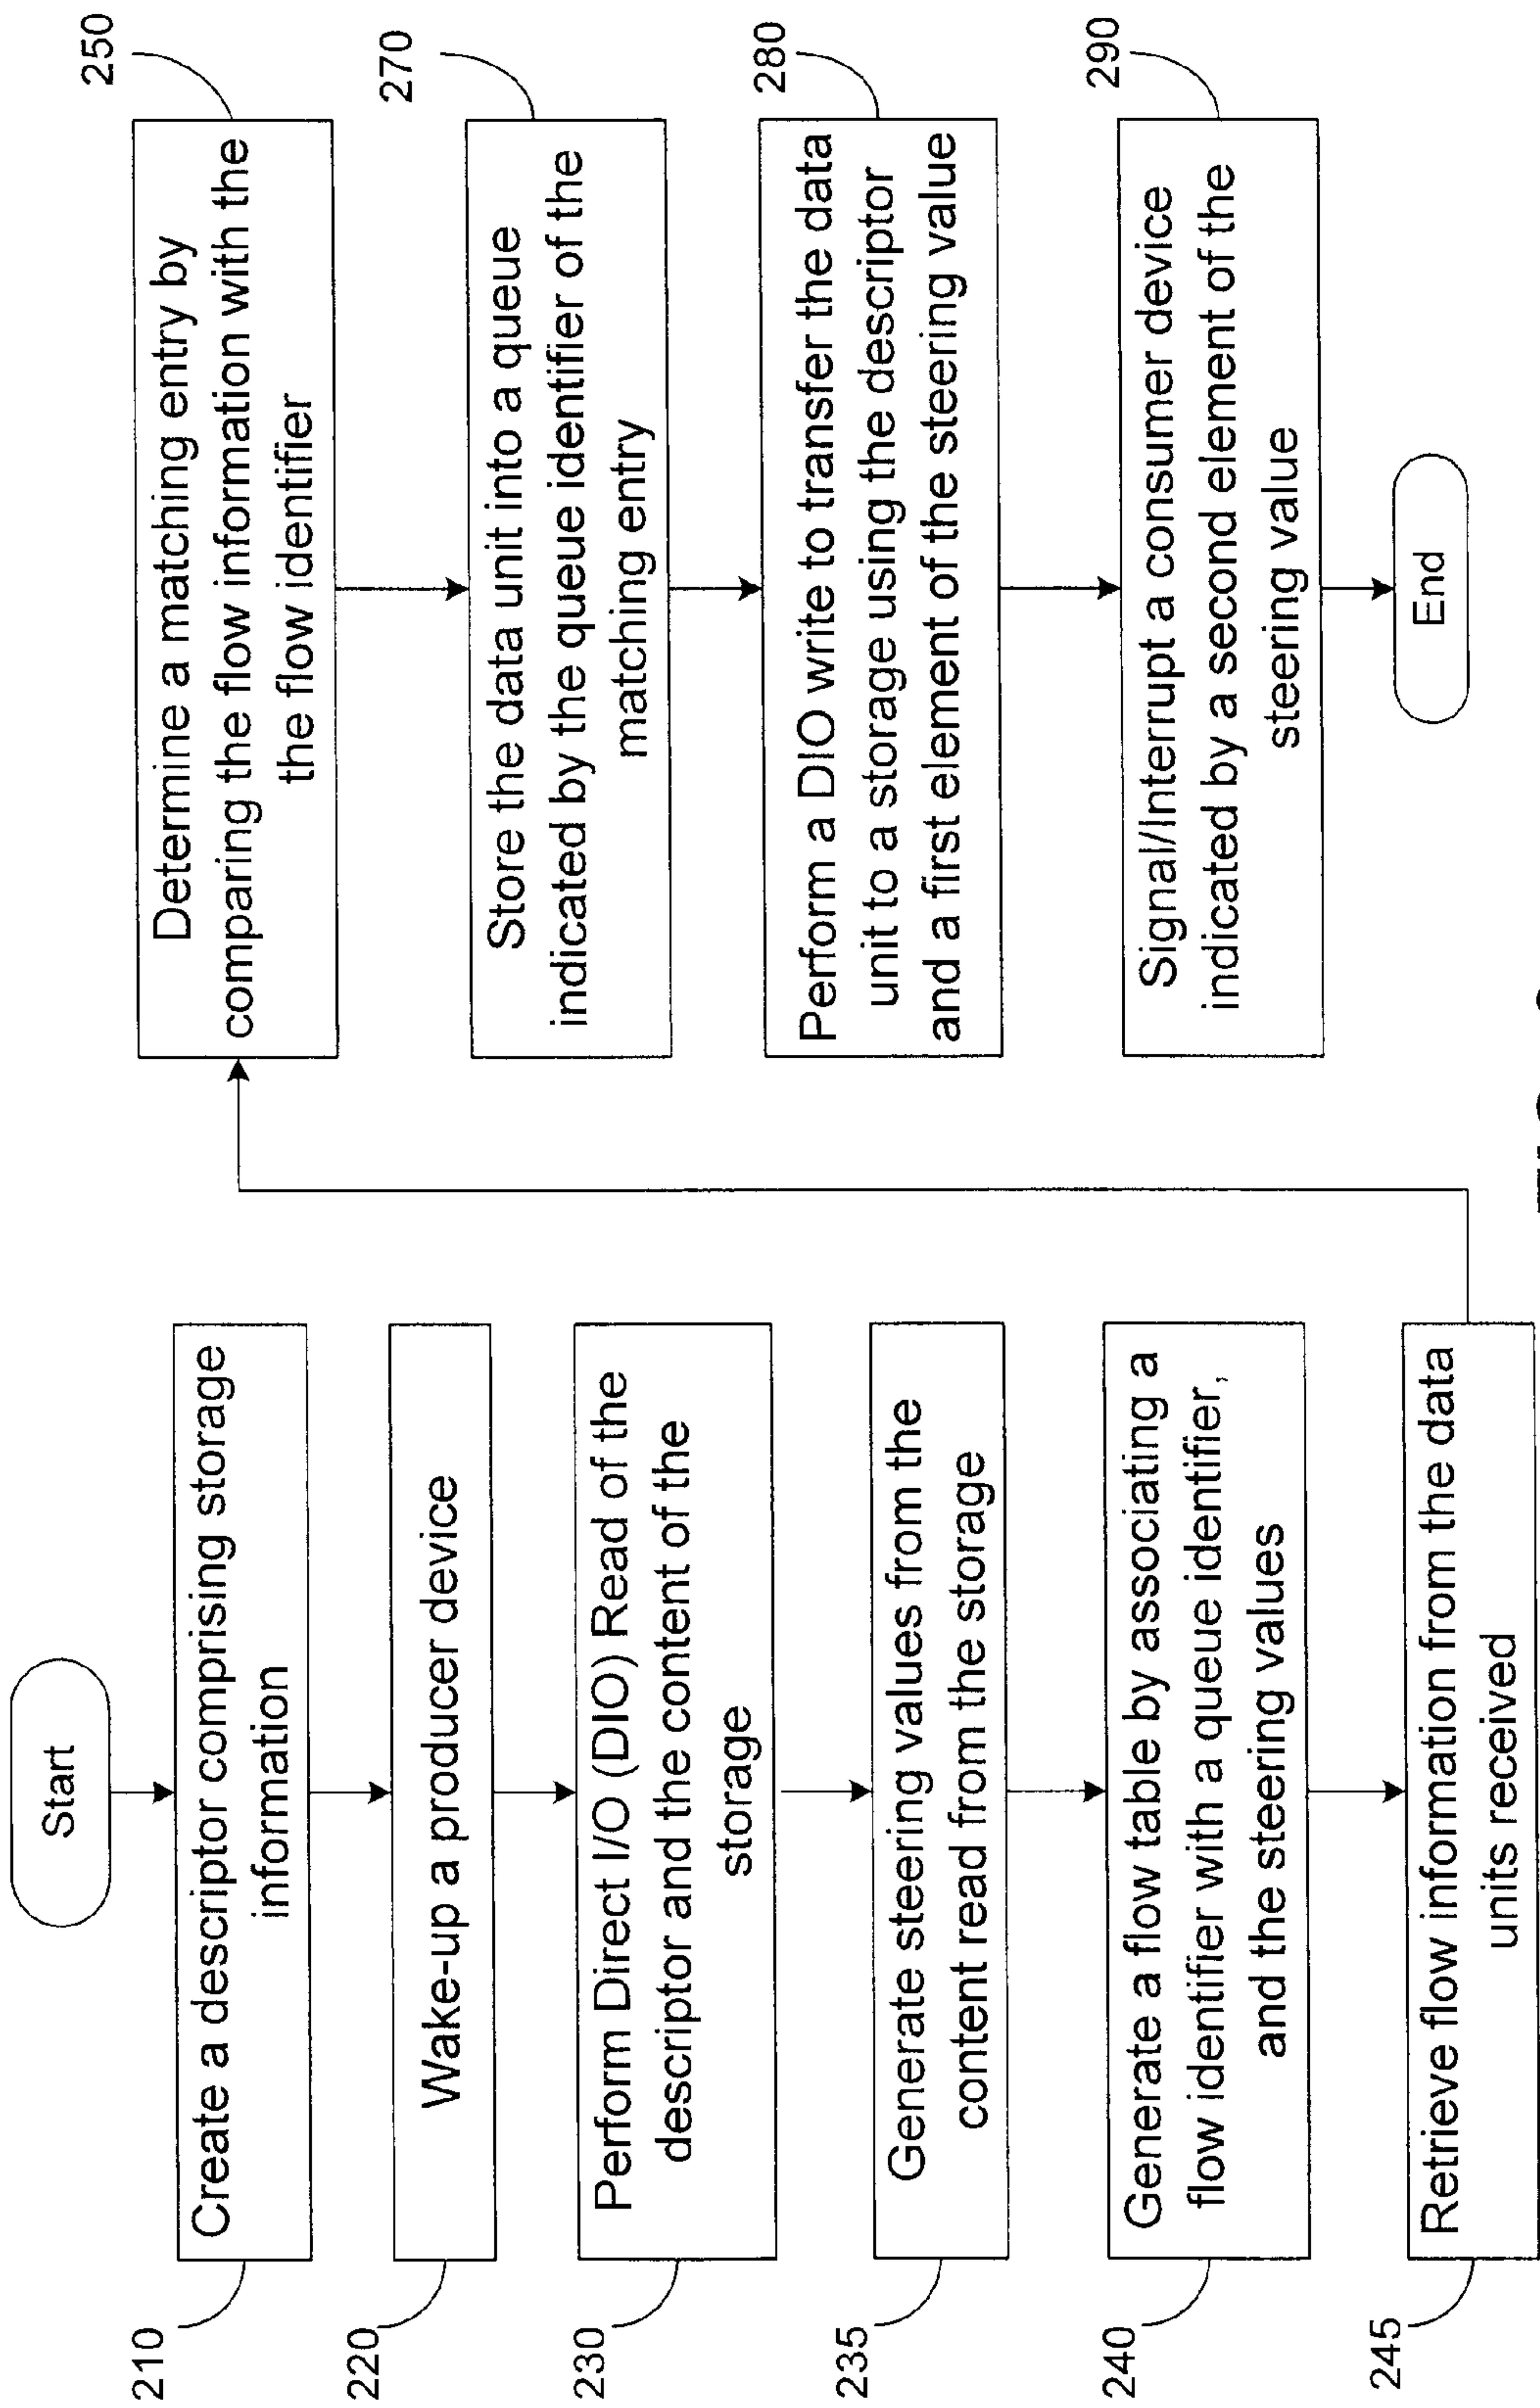 Start
210
Create a descriptor comprising storage
information
220
Wake-up a producer device
230
Perform Direct I/O (DIO) Read of the
descriptor and the content of the
storage
235
Generate steering values from the
content read from the storage
240
Generate a flow table by associating a
flow identifier with a queue identifier,
and the steering values
245
Retrieve flow information from the data
units received
250
Determine a matching entry by
comparing the flow information with the
the flow identifier
270
Store the data unit into a queue
indicated by the queue identifier of the
matching entry
280
Perform a DIO write to transfer the data
unit to a storage using the descriptor
and a first element of the steering value
290
Signal/Interrupt a consumer device
indicated by a second element of the
steering value
End